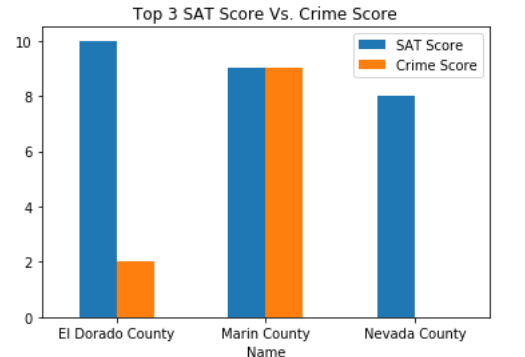 Top 3 SAT Score Vs. Crime Score
SAT Score
Crime Score
10
8
6
4
2
0
El Dorado County Marin County Nevada County
Name